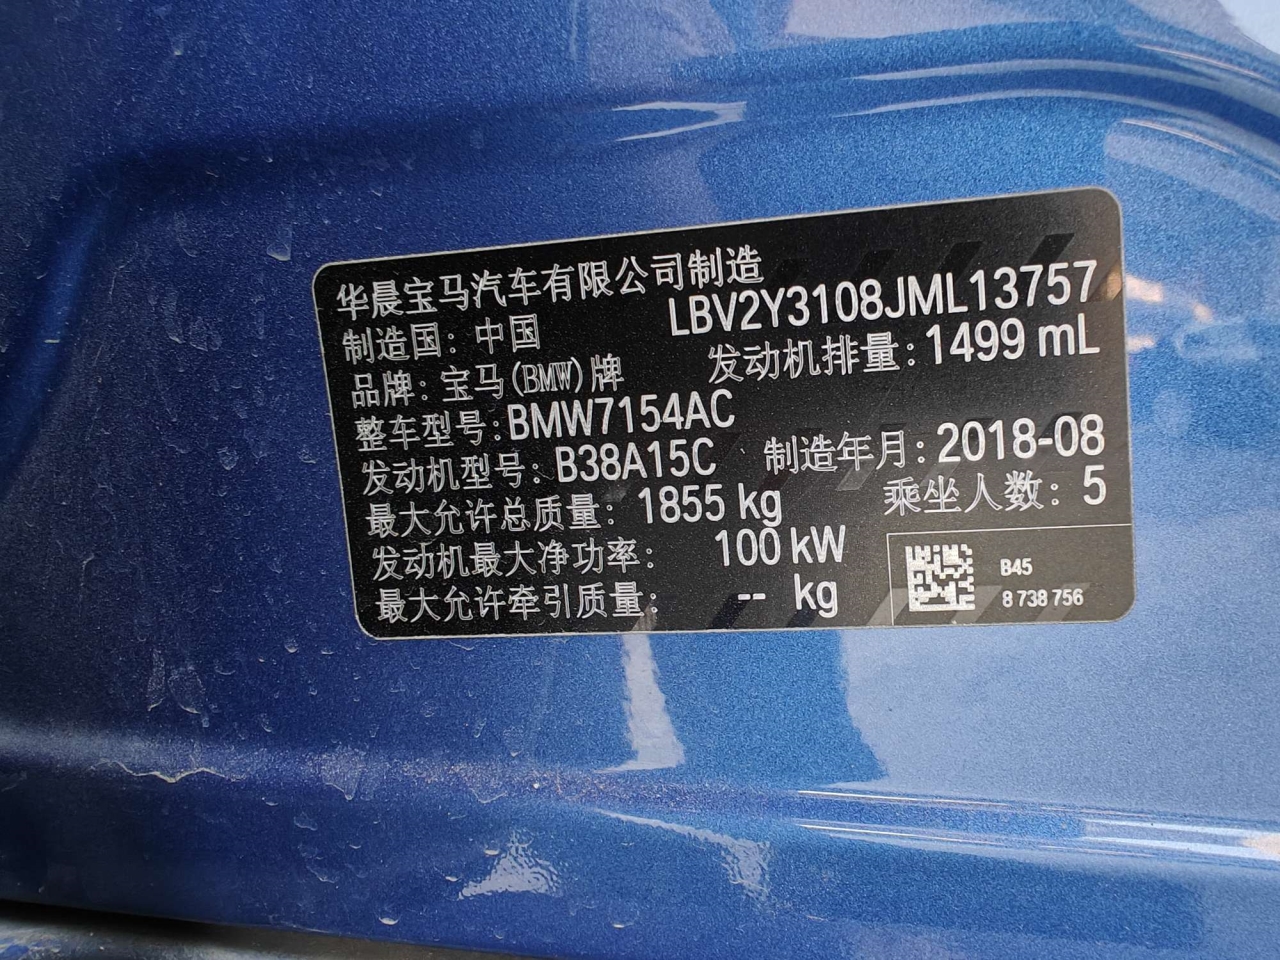 华晨宝马汽车有限公司制造
制造国：中国 LBV2Y3108JML13757
品牌：宝马(BMW)牌 发动机排量：1499 mL
整车型号：BMW7154AC
发动机型号：B38A15C 制造年月：2018-08
最大允许总质量：1855 kg 乘坐人数：5
发动机最大净功率：100 kW
最大允许牵引质量：-- kg
B45
8 738 756